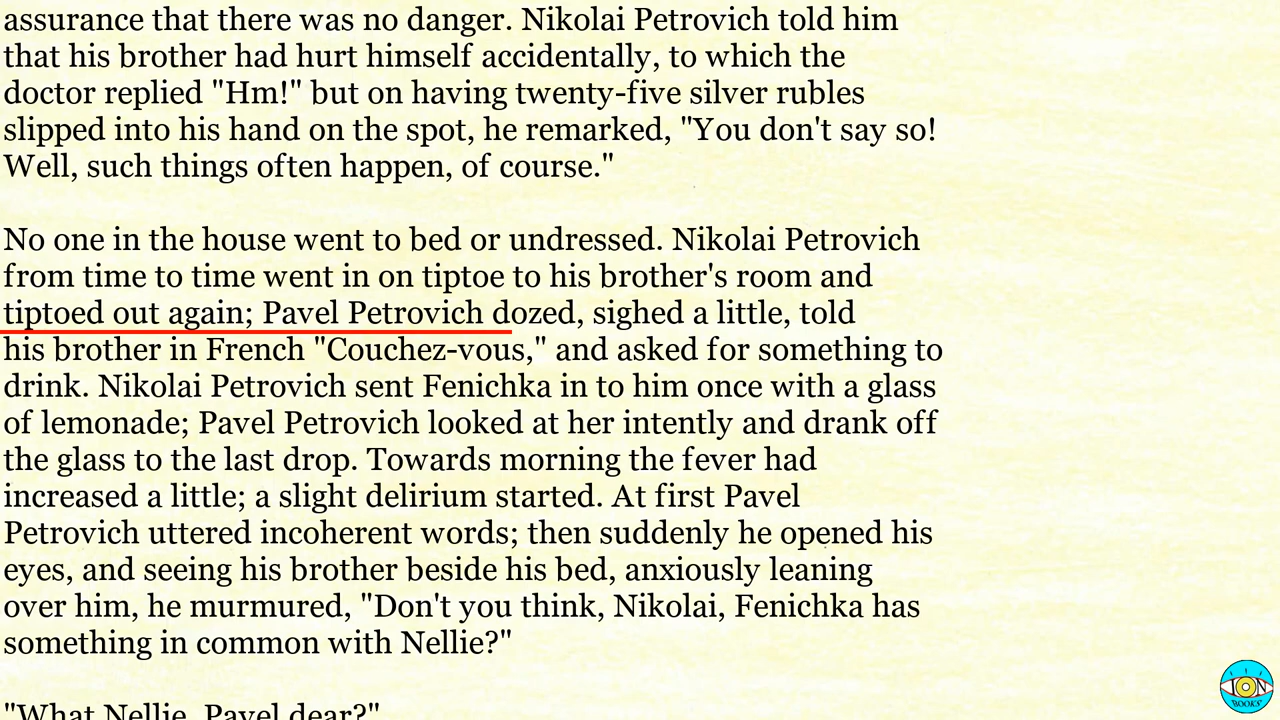 assurance that there was no danger. Nikolai Petrovich told him
that his brother had hurt himself accidentally, to which the
doctor replied "Hm!" but on having twenty-five silver rubles
slipped into his hand on the spot, he remarked, "You don't say so!
Well, such things often happen, of course."
No one in the house went to bed or undressed. Nikolai Petrovich
from time to time went in on tiptoe to his brother's room and
tiptoed out again; Pavel Petrovich dozed, sighed a little, told
his brother in French "Couchez-vous," and asked for something to
drink. Nikolai Petrovich sent Fenichka in to him once with a glass
of lemonade; Pavel Petrovich looked at her intently and drank off
the glass to the last drop. Towards morning the fever had
increased a little; a slight delirium started. At first Pavel
Petrovich uttered incoherent words; then suddenly he opened his
eyes, and seeing his brother beside his bed, anxiously leaning
over him, he murmured, "Don't you think, Nikolai, Fenichka has
something in common with Nellie?"
"What Nellie, Pavel dear?"
ION
BOOKS